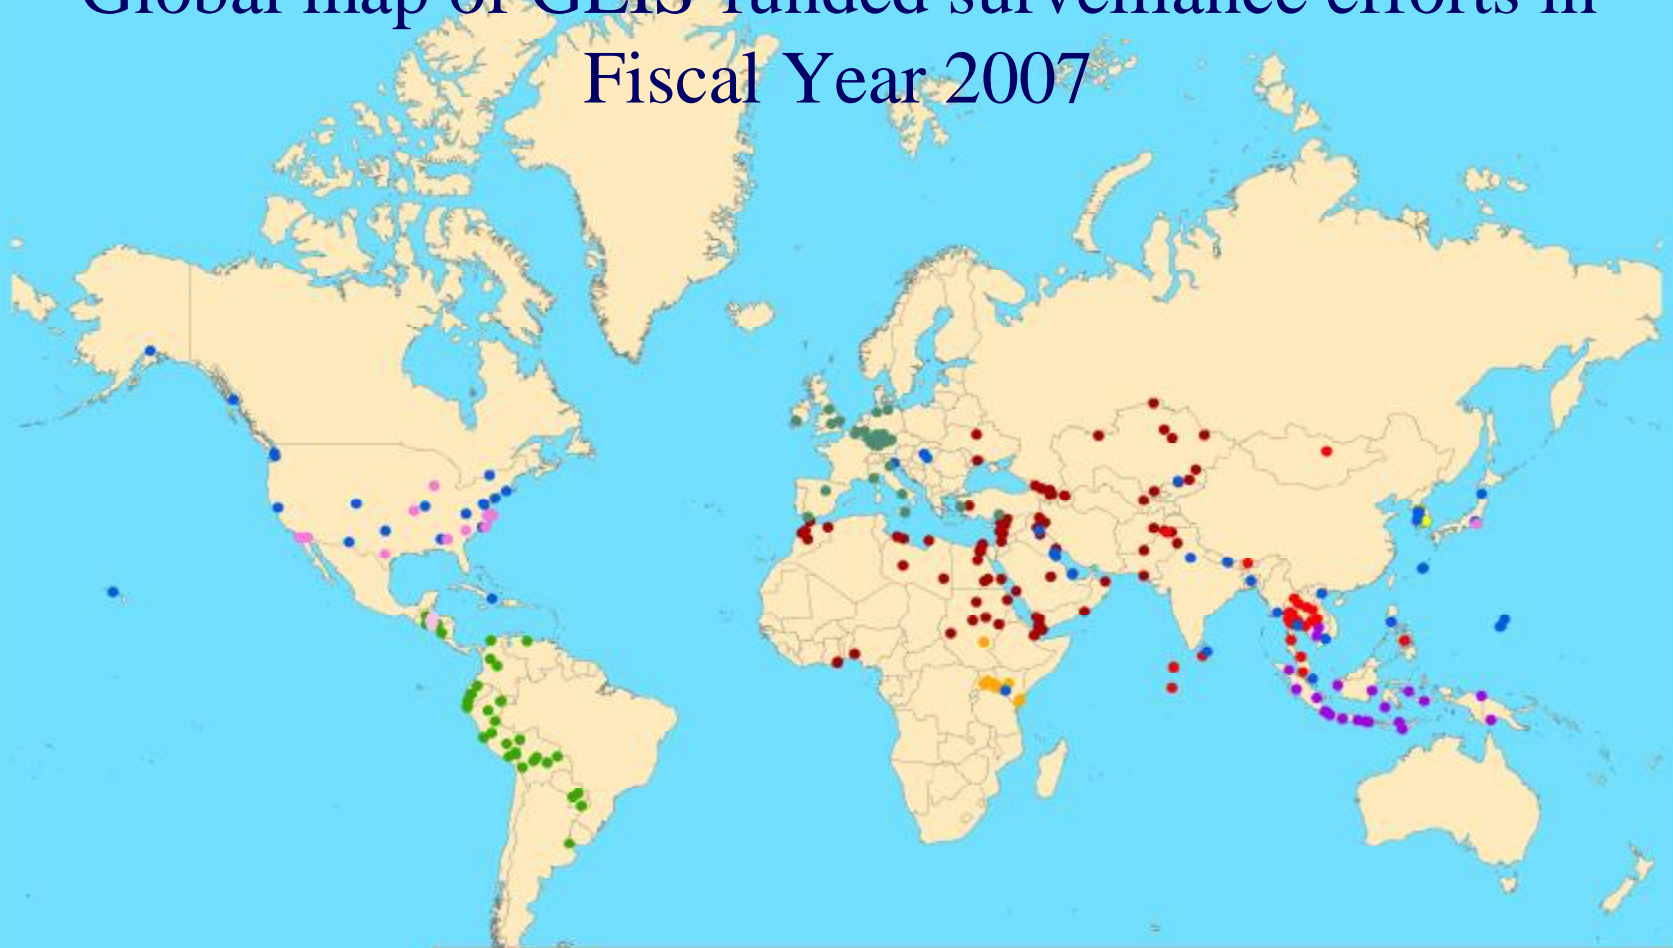 Global map of GEIS-funded surveillance efforts in
Fiscal Year 2007